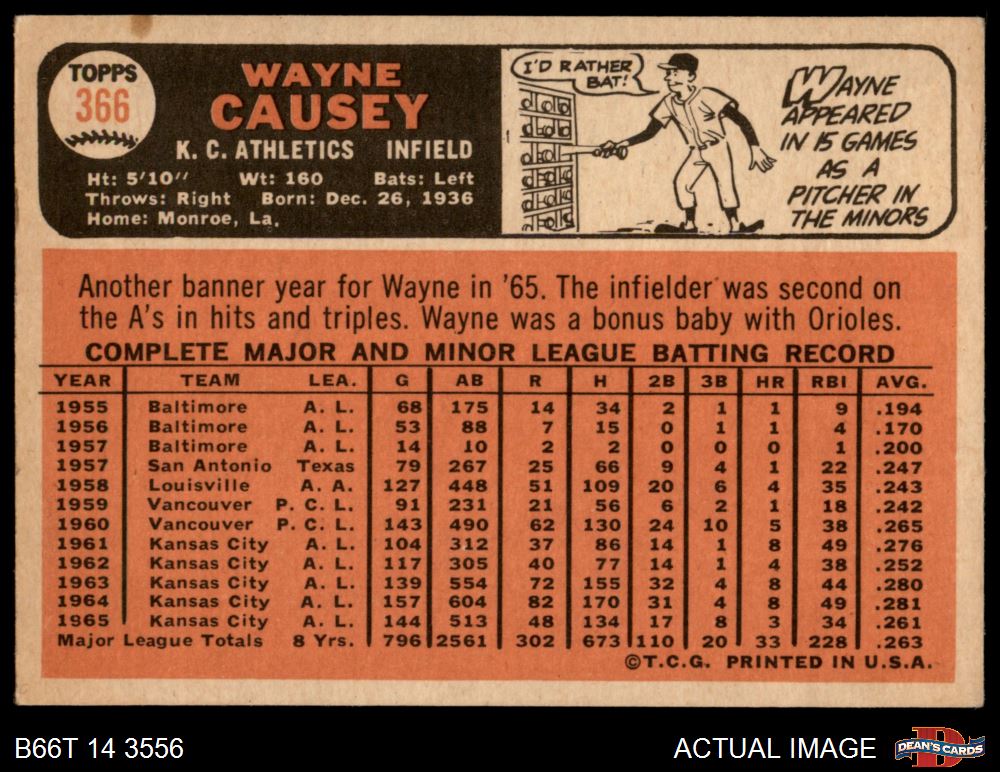 TOPPS
366
WAYNE
CAUSEY
K. C. ATHLETICS INFIELD
Ht: 5'10" Wt: 160 Bats: Left
Throws: Right Born: Dec. 26, 1936
Home: Monroe, La.
I'D RATHER
BAT!
WAYNE
APPEARED
IN 15 GAMES
AS A
PITCHER IN
THE MINORS
Another banner year for Wayne in '65. The infielder was second on
the A's in hits and triples. Wayne was a bonus baby with Orioles.
COMPLETE MAJOR AND MINOR LEAGUE BATTING RECORD
YEAR TEAM LEA. G AB R H 2B 3B HR RBI AVG.
1955 Baltimore A. L. 68 175 14 34 2 1 1 9 .194
1956 Baltimore A. L. 53 88 7 15 0 1 1 4 .170
1957 Baltimore A. L. 14 10 2 2 0 0 0 1 .200
1957 San Antonio Texas 79 267 25 66 9 4 1 22 .247
1958 Louisville A. A. 127 448 51 109 20 6 4 35 .243
1959 Vancouver P. C. L. 91 231 21 56 6 2 1 18 .242
1960 Vancouver P. C. L. 143 490 62 130 24 10 5 38 .265
1961 Kansas City A. L. 104 312 37 86 14 1 8 49 .276
1962 Kansas City A. L. 117 305 40 77 14 1 4 38 .252
1963 Kansas City A. L. 139 554 72 155 32 4 8 44 .280
1964 Kansas City A. L. 157 604 82 170 31 4 8 49 .281
1965 Kansas City A. L. 144 513 48 134 17 8 3 34 .261
Major League Totals 8 Yrs. 796 2561 302 673 110 20 33 228 .263
©T.C.G. PRINTED IN U.S.A.
B66T 14 3556 ACTUAL IMAGE
DEAN'S CARDS